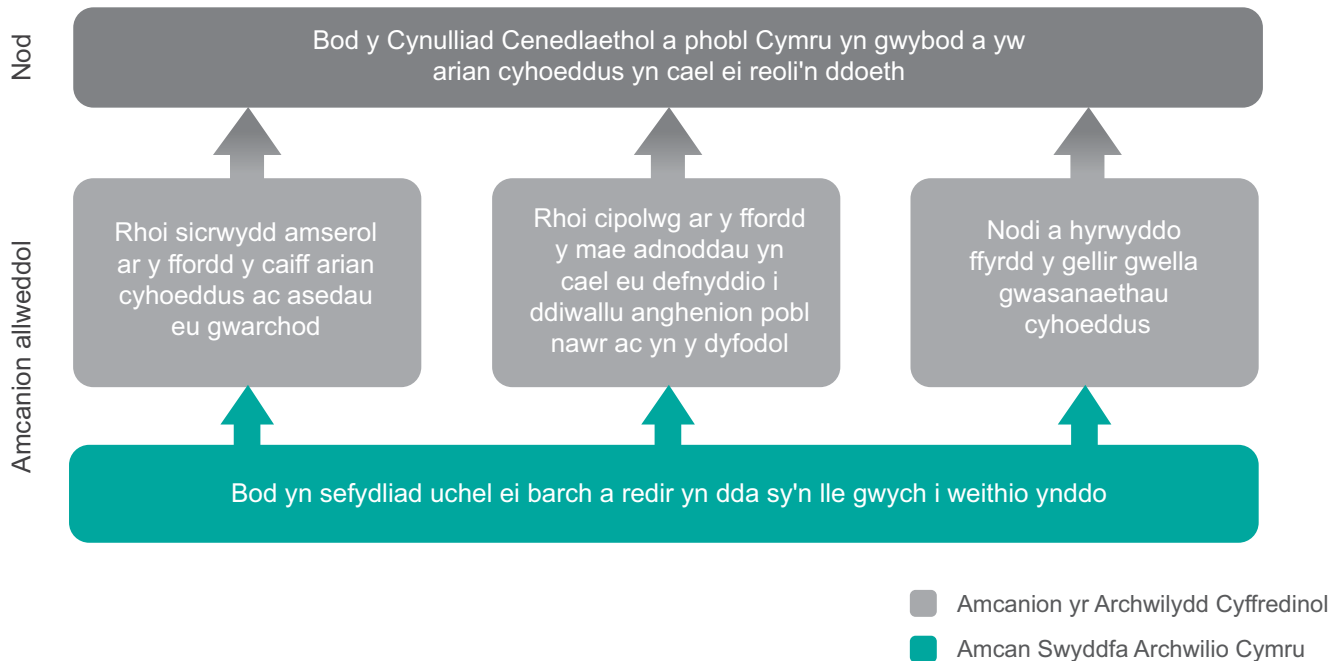 Nod
Bod y Cynulliad Cenedlaethol a phobl Cymru yn gwybod a yw
arian cyhoeddus yn cael ei reoli'n ddoeth
Amcanion allweddol
Rhoi sicrwydd amserol
ar y ffordd y caiff arian
cyhoeddus ac asedau
eu gwarchod
Rhoi cipolwg ar y ffordd
y mae adnoddau yn
cael eu defnyddio i
ddiwallu anghenion pobl
nawr ac yn y dyfodol
Nodi a hyrwyddo
ffyrdd y gellir gwella
gwasanaethau
cyhoeddus
Bod yn sefydliad uchel ei barch a redir yn dda sy'n lle gwych i weithio ynddo
Amcanion yr Archwilydd Cyffredinol
Amcan Swyddfa Archwilio Cymru